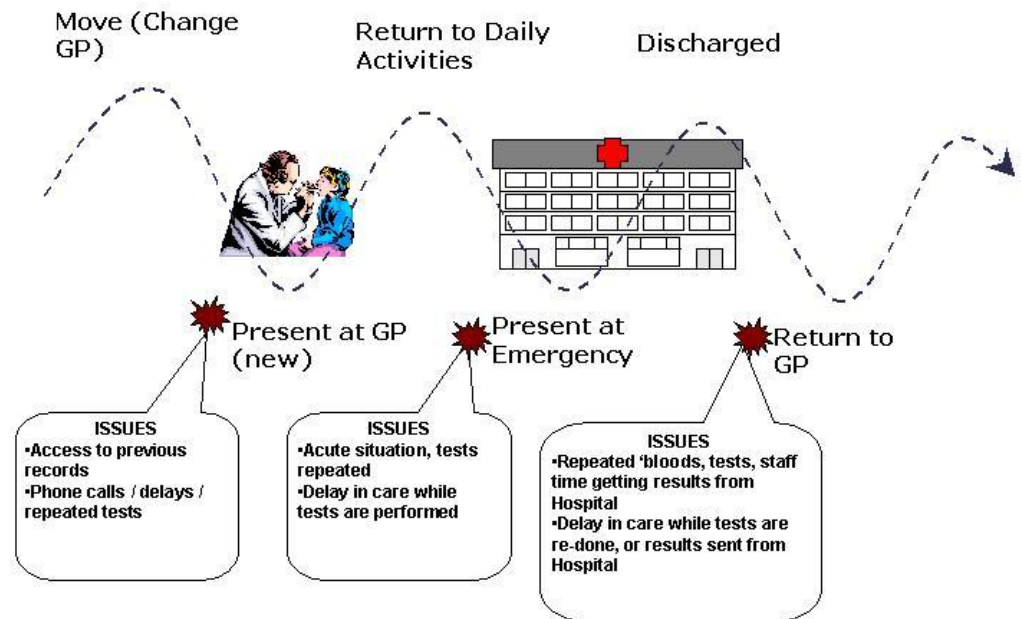 Move (Change
GP)
Return to Daily
Activities
Discharged
Present at GP
(new)
Present at
Emergency
Return to
GP
ISSUES
•Access to previous
records
•Phone calls / delays /
repeated tests
ISSUES
•Acute situation, tests
repeated
•Delay in care while
tests are performed
ISSUES
•Repeated ‘bloods, tests, staff
time getting results from
Hospital
•Delay in care while tests are
re-done, or results sent from
Hospital